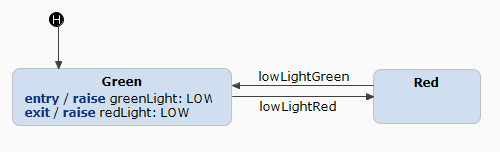 H
Green
entry / raise greenLight: LOW
exit / raise redLight: LOW
lowLightGreen
lowLightRed
Red